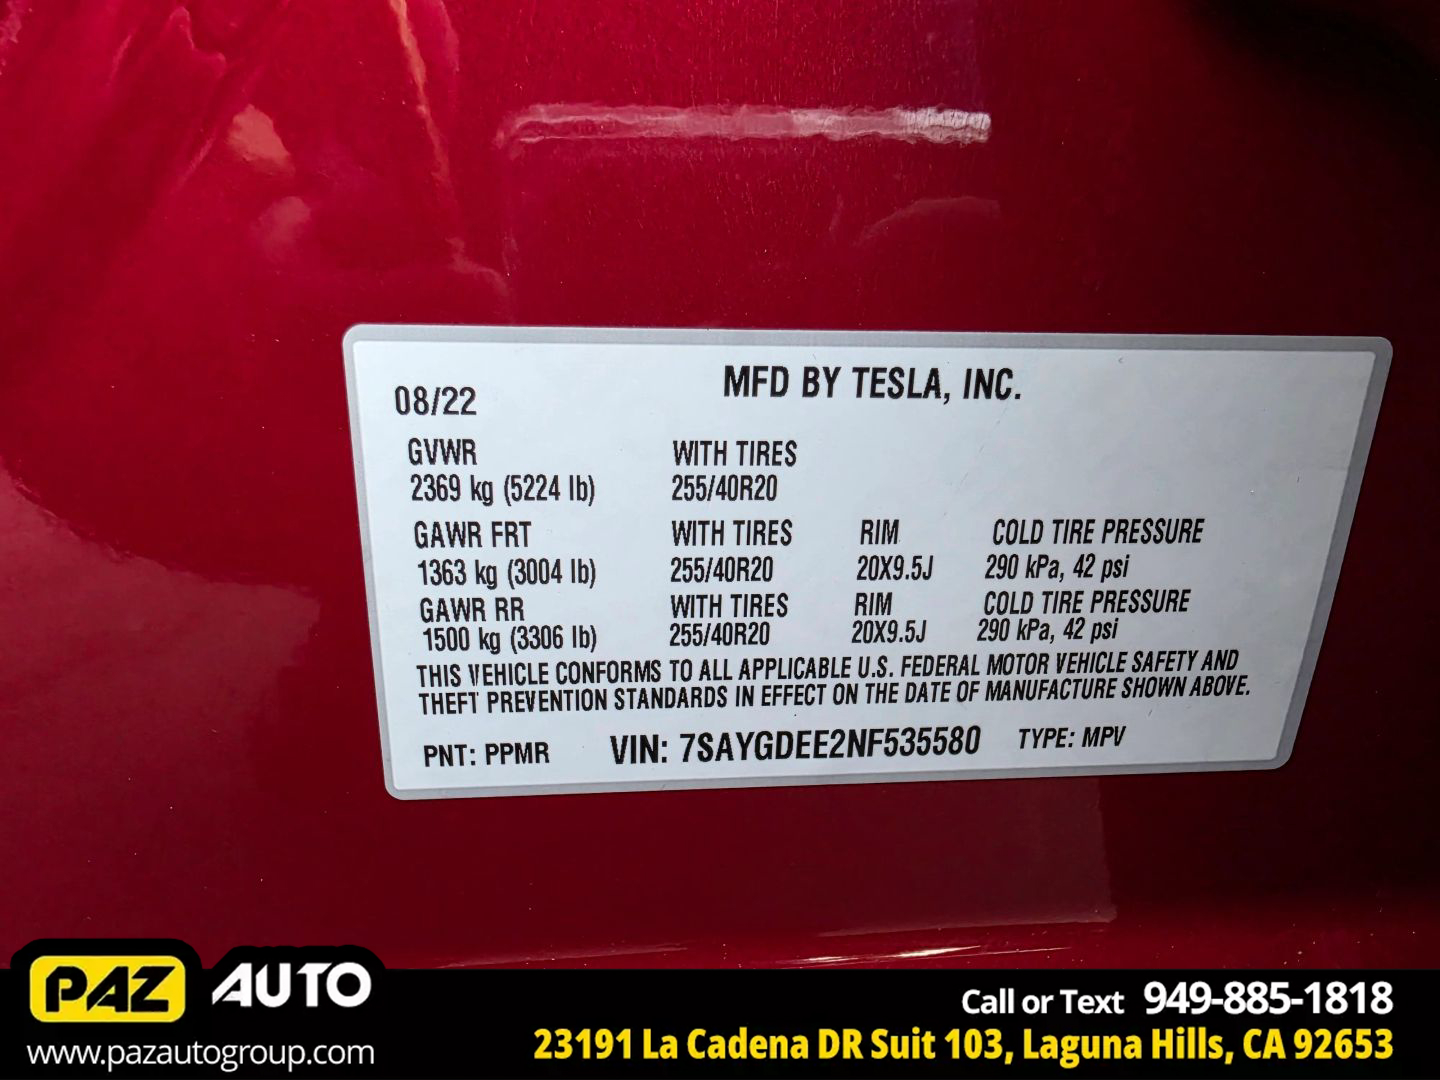 MFD BY TESLA, INC.
08/22
GVWR WITH TIRES
2369 kg (5224 lb) 255/40R20
GAWR FRT WITH TIRES RIM COLD TIRE PRESSURE
1363 kg (3004 lb) 255/40R20 20X9.5J 290 kPa, 42 psi
GAWR RR WITH TIRES RIM COLD TIRE PRESSURE
1500 kg (3306 lb) 255/40R20 20X9.5J 290 kPa, 42 psi
THIS VEHICLE CONFORMS TO ALL APPLICABLE U.S. FEDERAL MOTOR VEHICLE SAFETY AND
THEFT PREVENTION STANDARDS IN EFFECT ON THE DATE OF MANUFACTURE SHOWN ABOVE.
PNT: PPMR VIN: 7SAYGDEE2NF535580 TYPE: MPV
PAZ AUTO
www.pazautogroup.com
Call or Text 949-885-1818
23191 La Cadena DR Suit 103, Laguna Hills, CA 92653